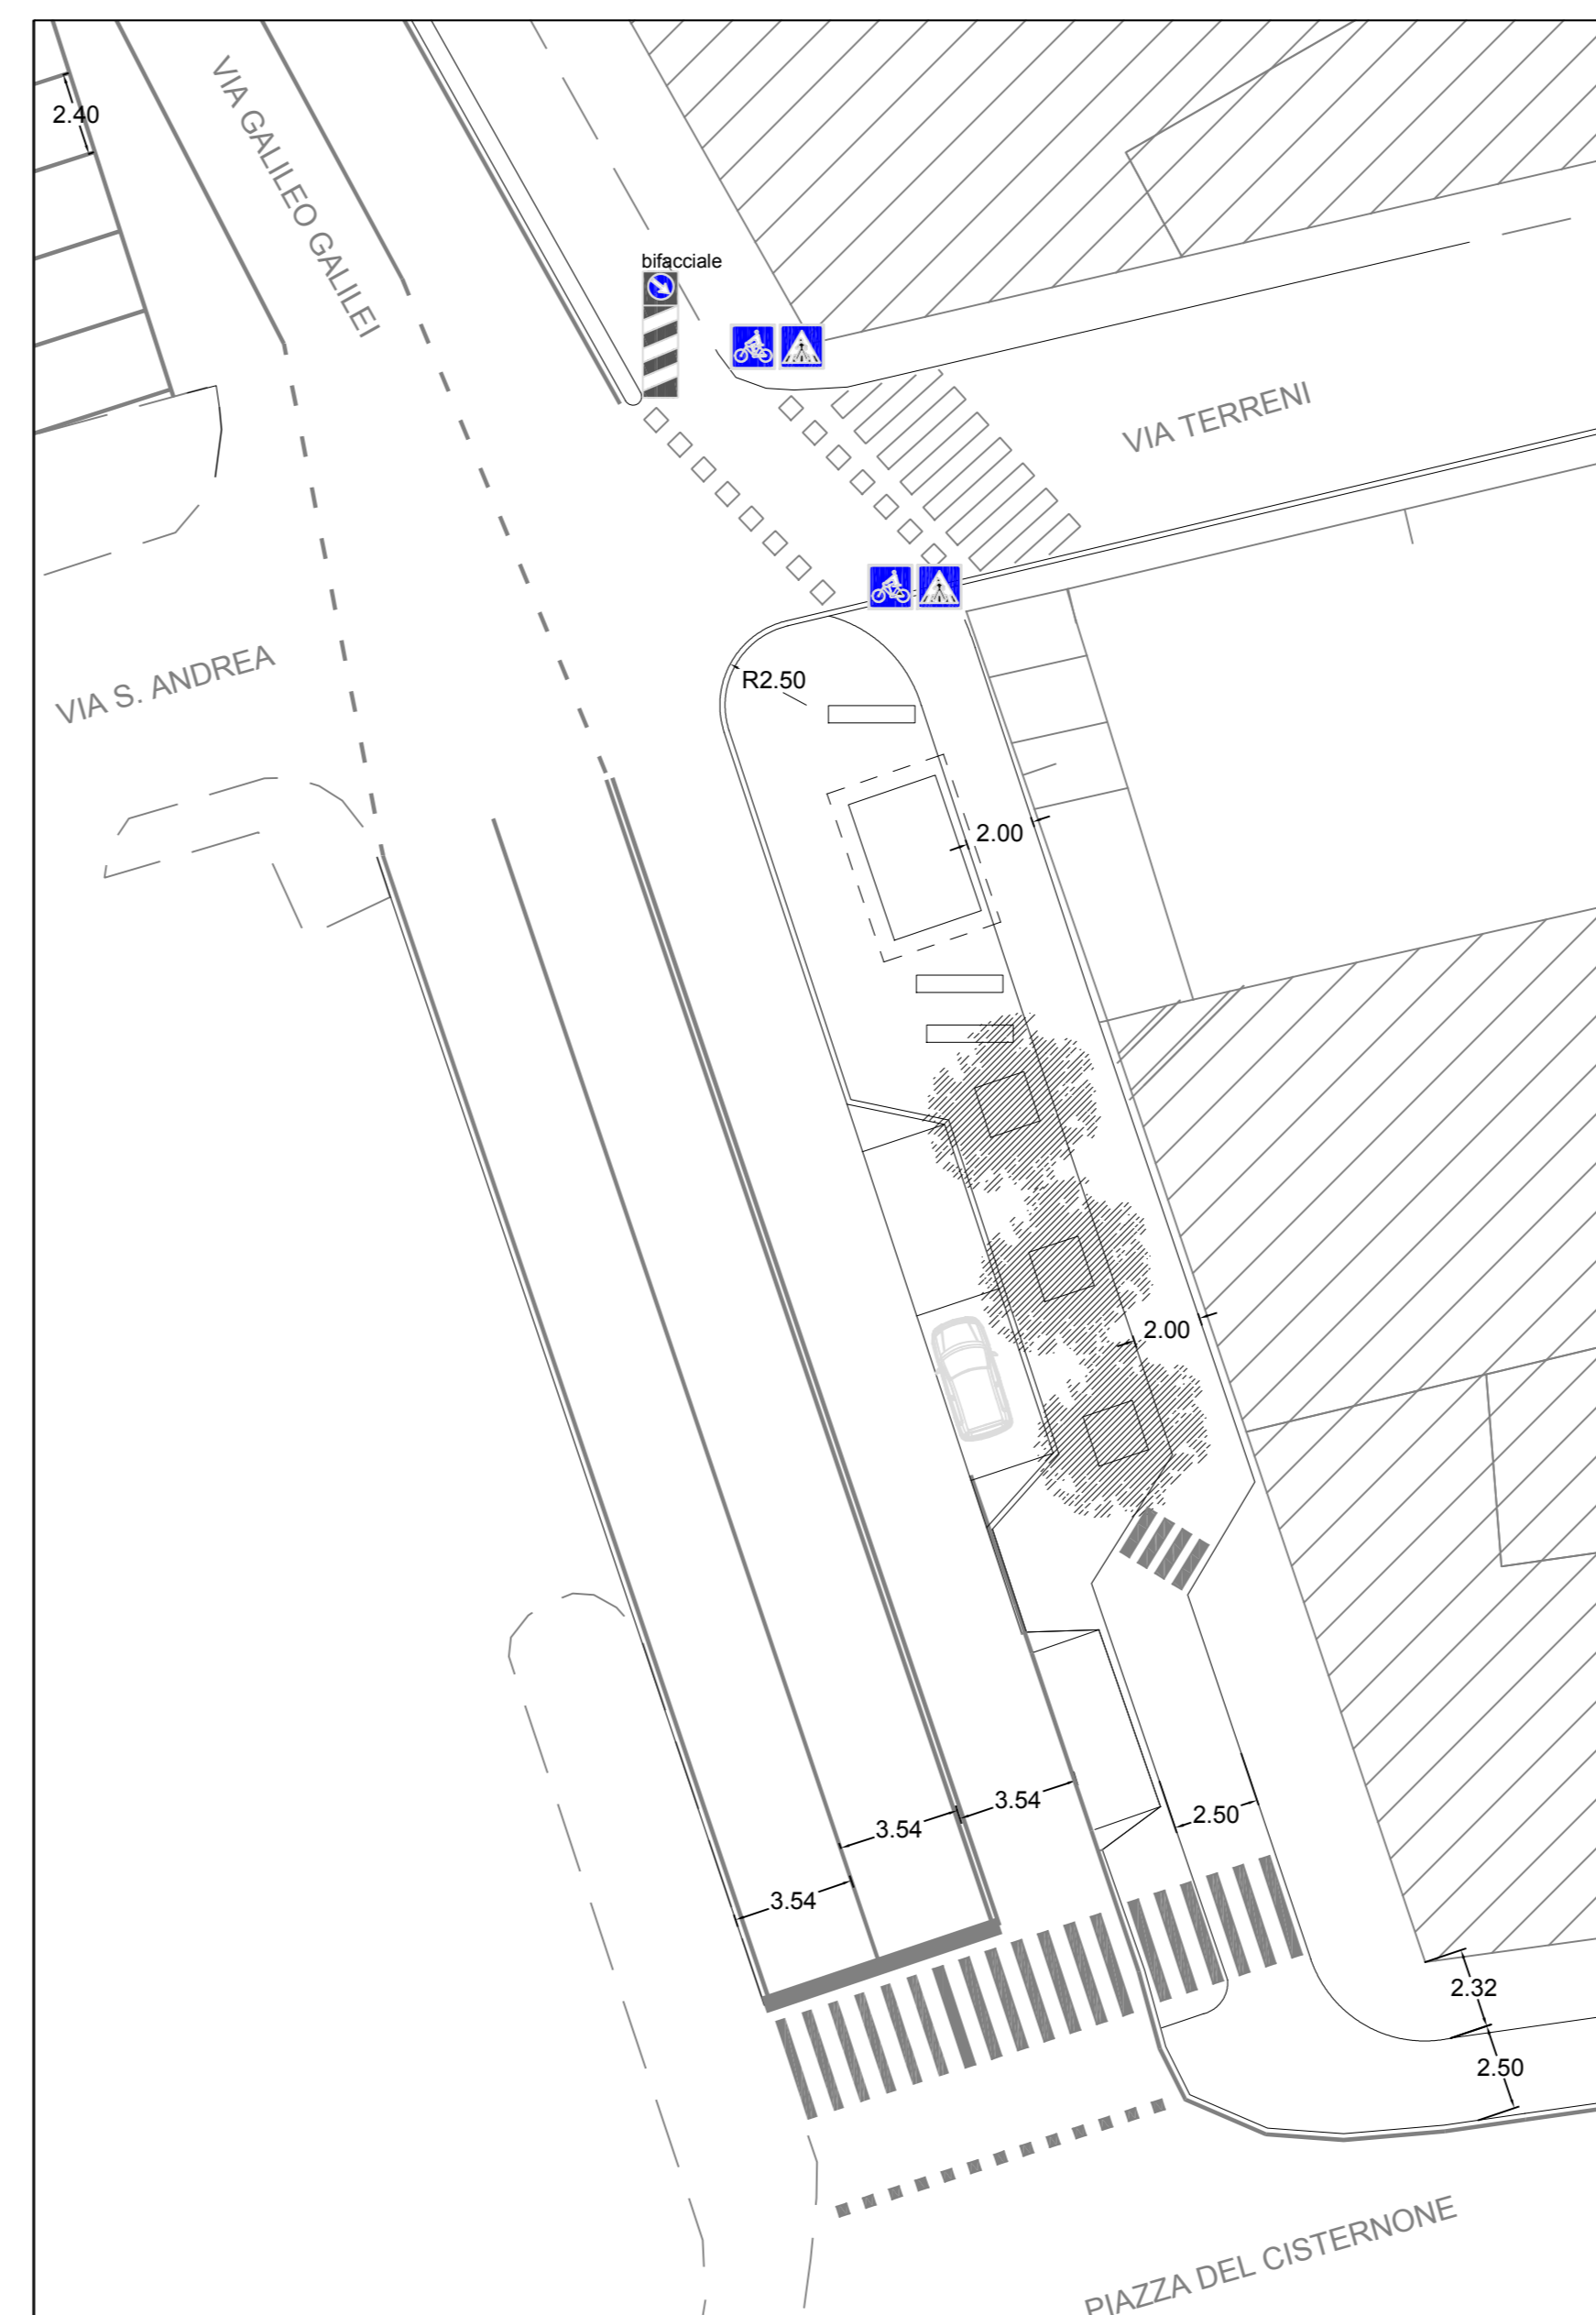 2.40
VIA GALILEO GALILEI
bifacciale
VIA TERRENI
VIA S. ANDREA
R2.50
2.00
2.00
3.54
3.54
3.54
2.50
2.32
2.50
PIAZZA DEL CISTERNONE